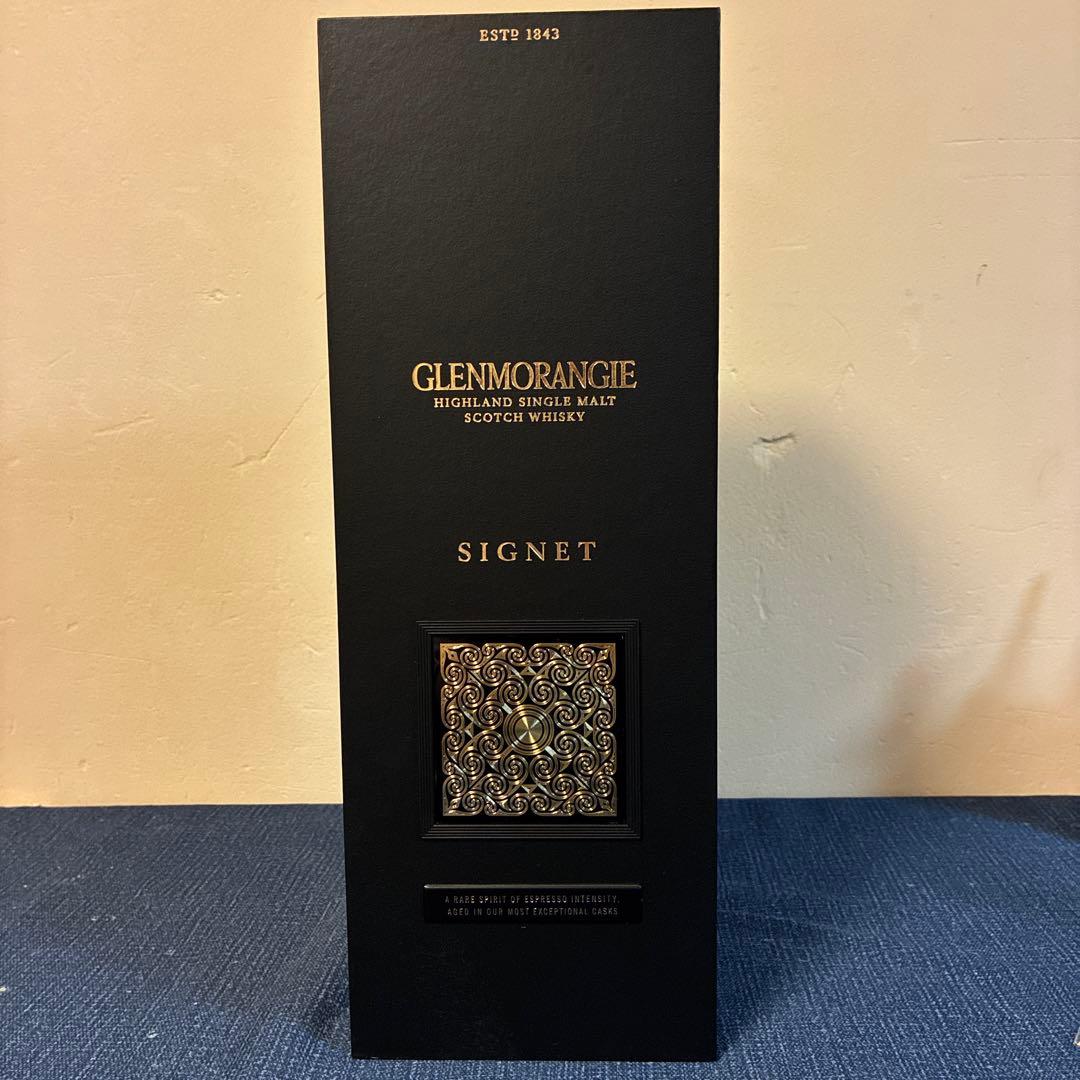 ESTD 1843
GLENMORANGIE
HIGHLAND SINGLE MALT
SCOTCH WHISKY
SIGNET
A RARE SPIRIT OF ESPRESSO INTENSITY,
AGED IN OUR MOST EXCEPTIONAL CASKS